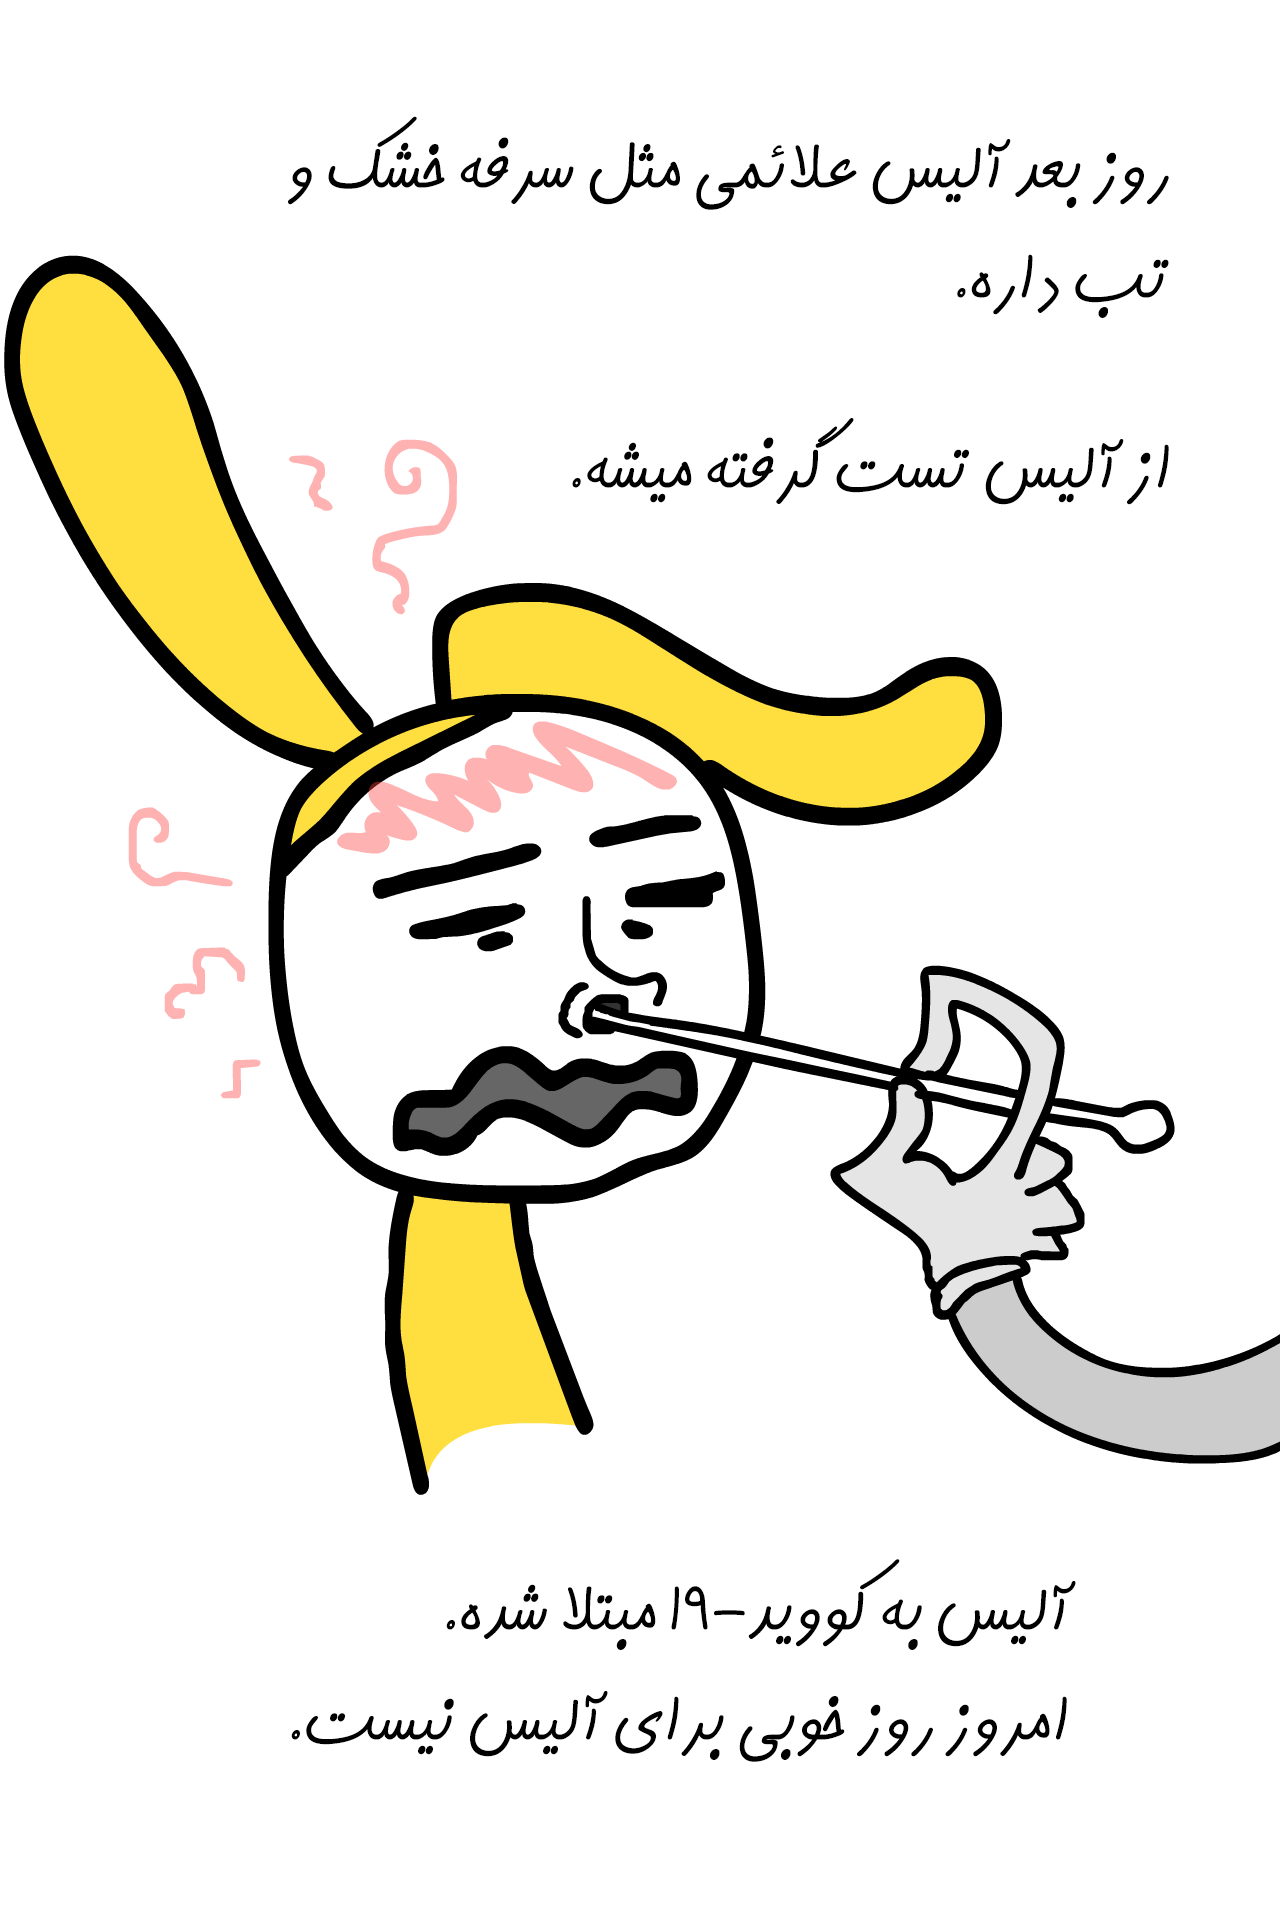 روز بعد آلیس علائمی مثل سرفه خشک و
تب داره.
از آلیس تست گرفته میشه.
آلیس به کووید-۱۹ مبتلا شده.
امروز روز خوبی برای آلیس نیست.